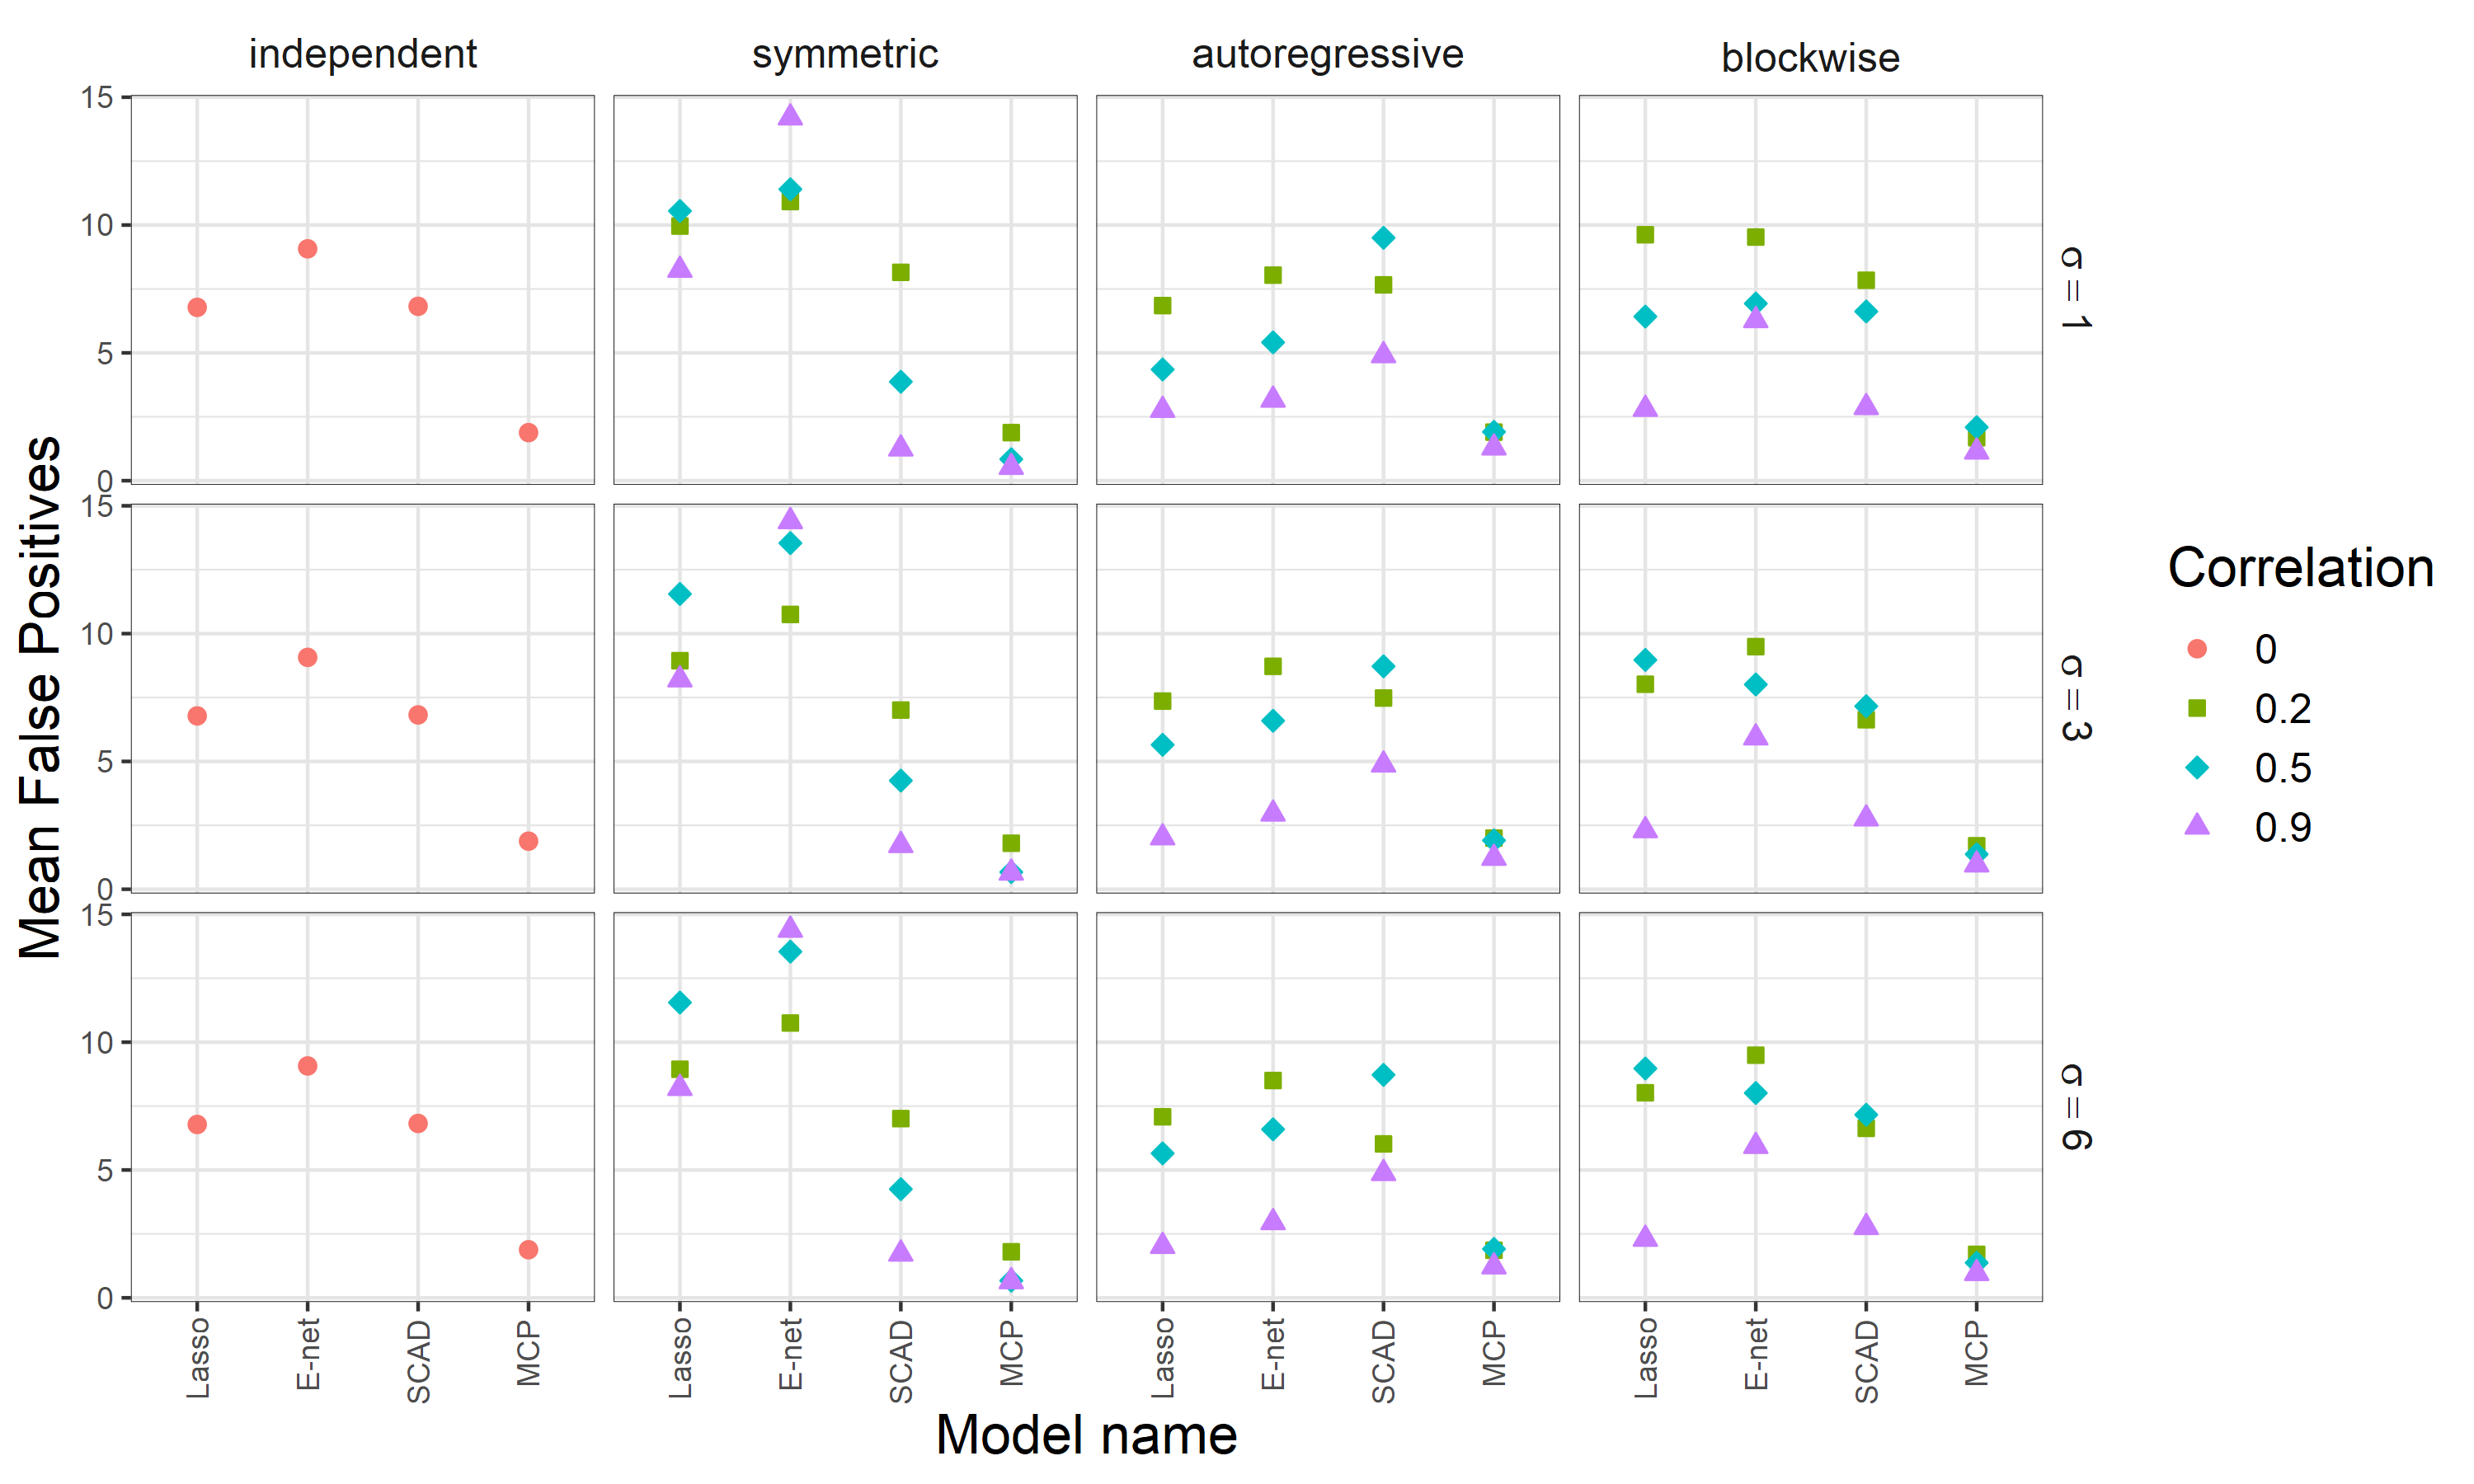 independent symmetric autoregressive blockwise
15
10
5
0
σ = 1
15
10
5
0
σ = 3
15
10
5
0
σ = 6
Mean False Positives
Lasso E-net SCAD MCP Lasso E-net SCAD MCP Lasso E-net SCAD MCP Lasso E-net SCAD MCP
Model name
Correlation
0
0.2
0.5
0.9